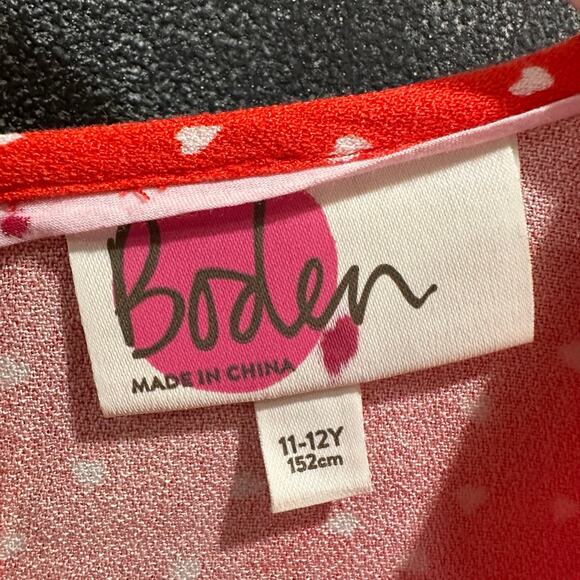 Boden
MADE IN CHINA
11-12Y
152cm